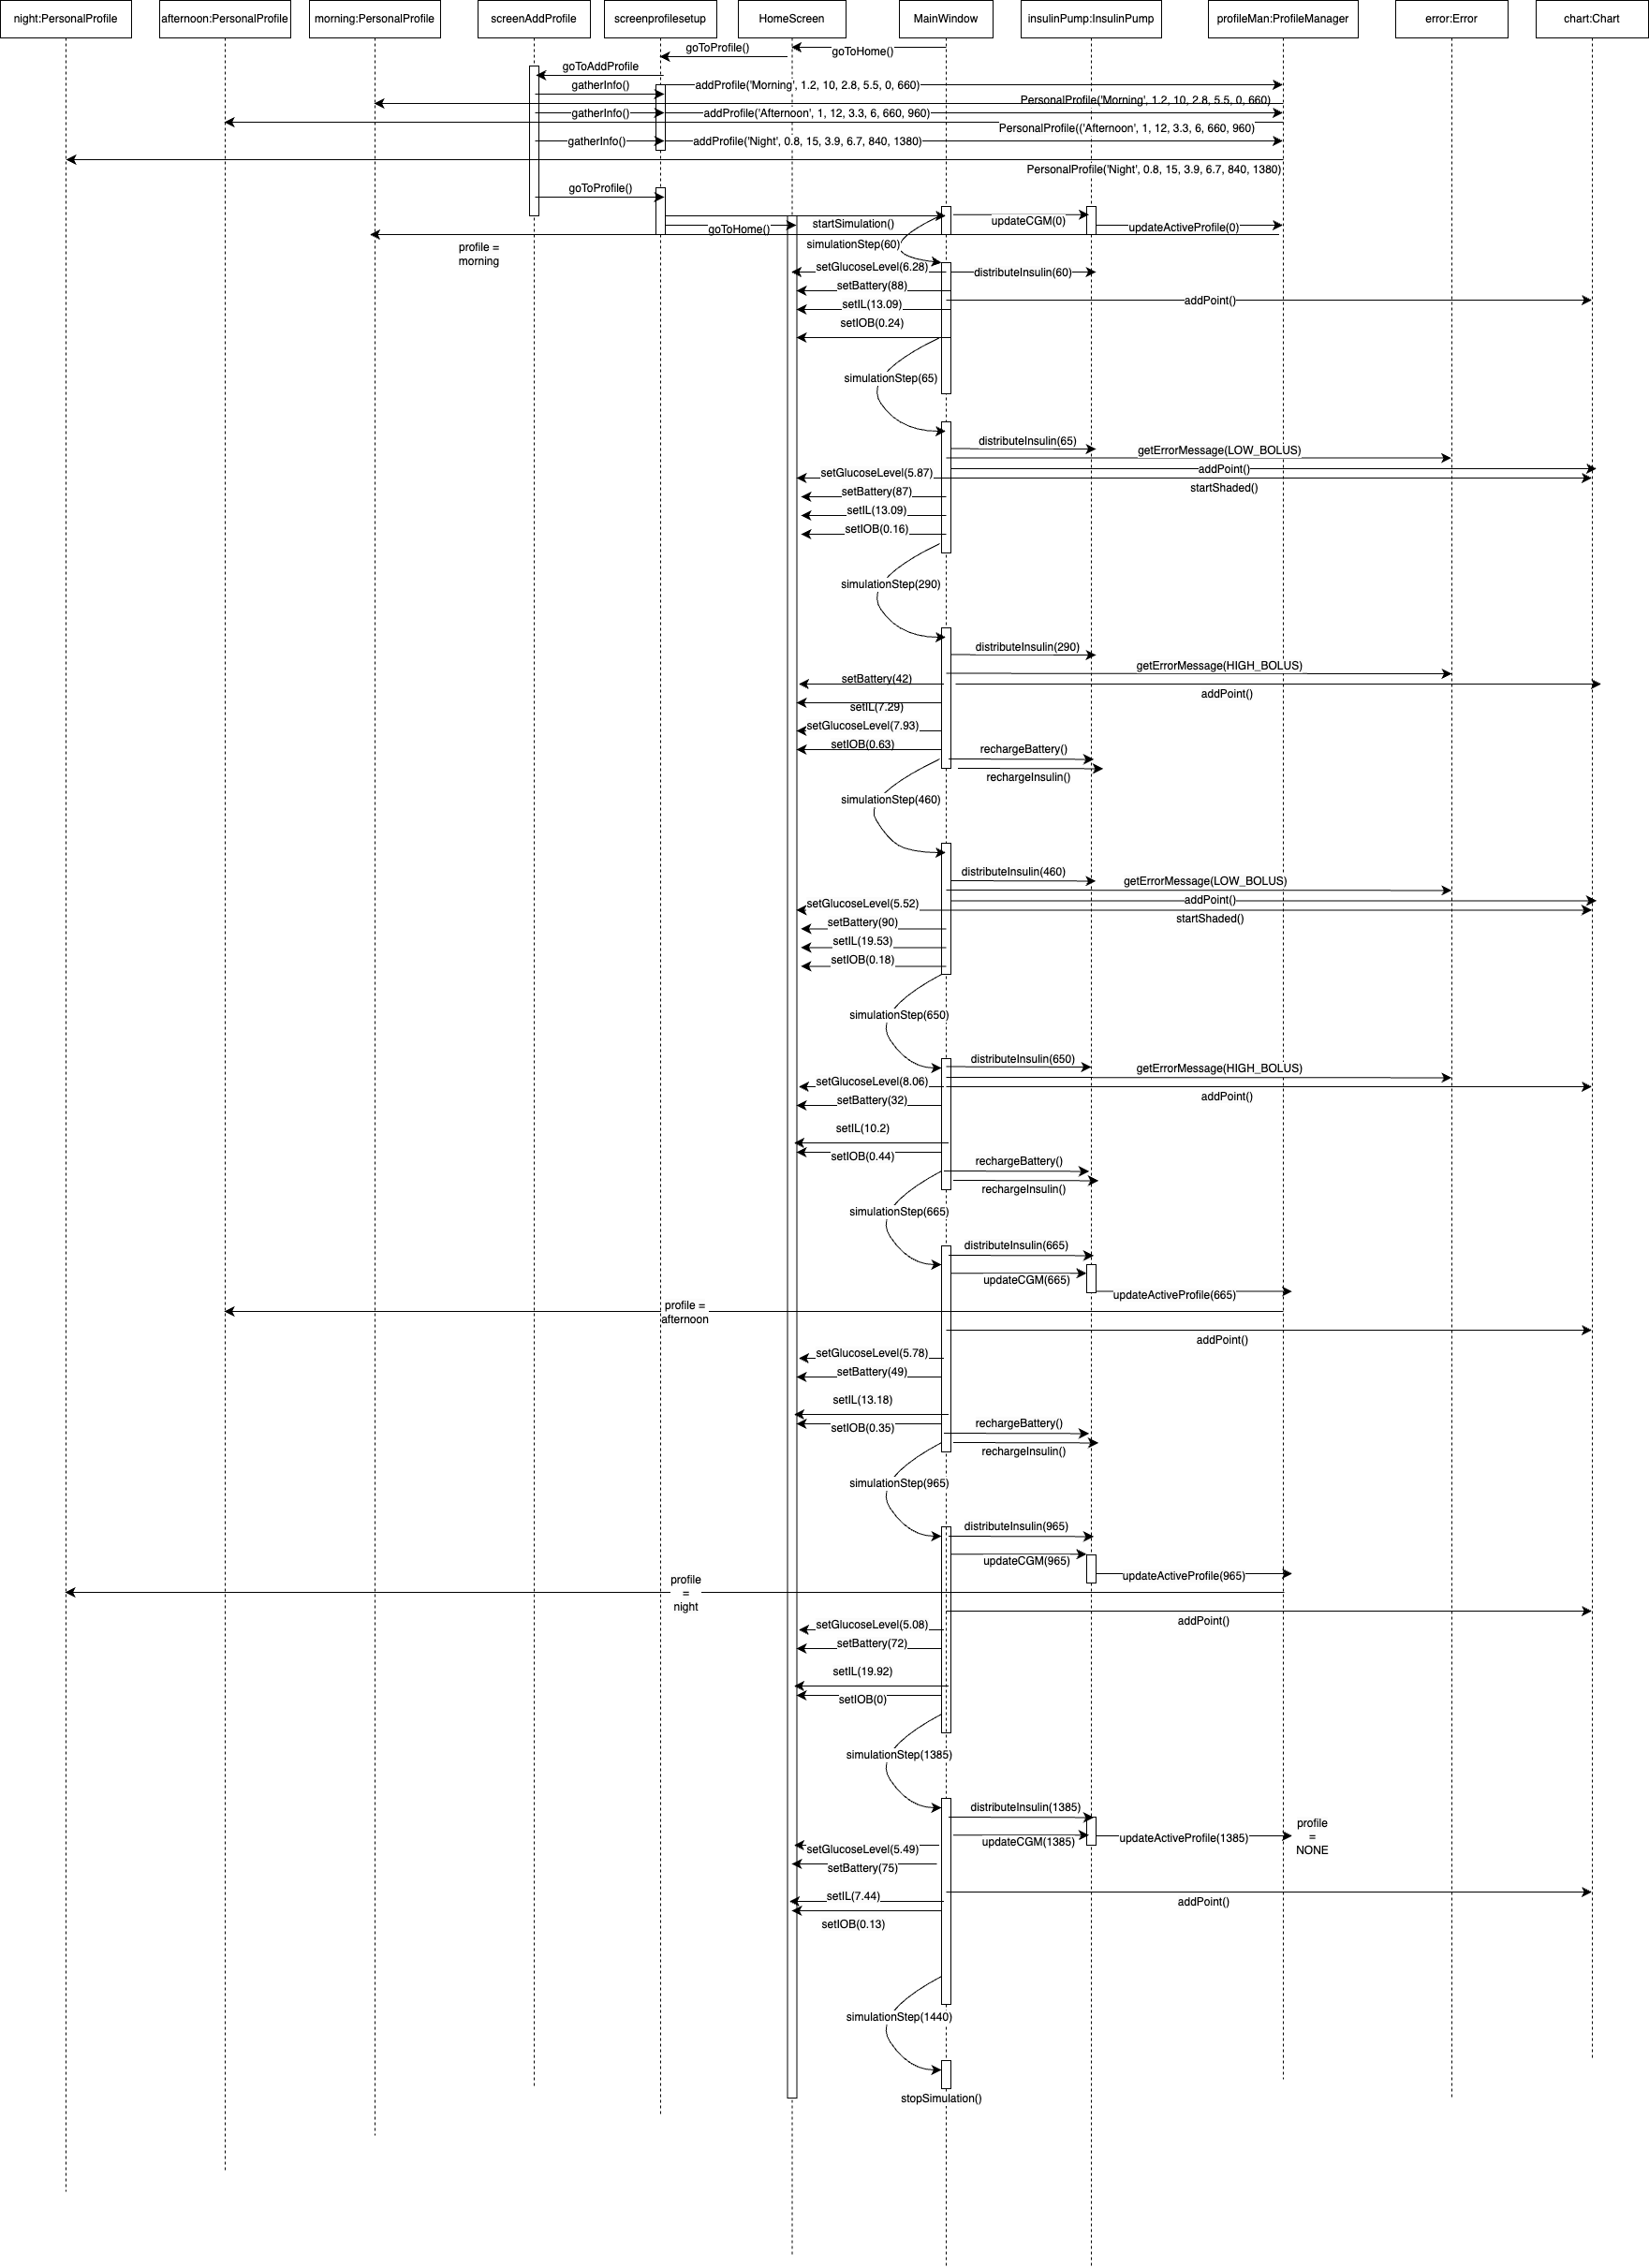 night:PersonalProfile
afternoon:PersonalProfile
morning:PersonalProfile
screenAddProfile
screenprofilesetup
HomeScreen
MainWindow
insulinPump:InsulinPump
profileMan:ProfileManager
error:Error
chart:Chart
goToProfile()
goToHome()
goToAddProfile
gatherInfo()
addProfile('Morning', 1.2, 10, 2.8, 5.5, 0, 660)
PersonalProfile('Morning', 1.2, 10, 2.8, 5.5, 0, 660)
gatherInfo()
addProfile('Afternoon', 1, 12, 3.3, 6, 660, 960)
PersonalProfile(('Afternoon', 1, 12, 3.3, 6, 660, 960)
gatherInfo()
addProfile('Night', 0.8, 15, 3.9, 6.7, 840, 1380)
PersonalProfile('Night', 0.8, 15, 3.9, 6.7, 840, 1380)
goToProfile()
startSimulation()
updateCGM(0)
goToHome()
updateActiveProfile(0)
profile =
morning
simulationStep(60)
setGlucoseLevel(6.28)
distributeInsulin(60)
setBattery(88)
addPoint()
setIL(13.09)
setIOB(0.24)
simulationStep(65)
distributeInsulin(65)
getErrorMessage(LOW_BOLUS)
addPoint()
setGlucoseLevel(5.87)
startShaded()
setBattery(87)
setIL(13.09)
setIOB(0.16)
simulationStep(290)
distributeInsulin(290)
getErrorMessage(HIGH_BOLUS)
setBattery(42)
addPoint()
setIL(7.29)
setGlucoseLevel(7.93)
setIOB(0.63)
rechargeBattery()
rechargeInsulin()
simulationStep(460)
distributeInsulin(460)
getErrorMessage(LOW_BOLUS)
addPoint()
setGlucoseLevel(5.52)
startShaded()
setBattery(90)
setIL(19.53)
setIOB(0.18)
simulationStep(650)
distributeInsulin(650)
getErrorMessage(HIGH_BOLUS)
setGlucoseLevel(8.06)
addPoint()
setBattery(32)
setIL(10.2)
setIOB(0.44)
rechargeBattery()
rechargeInsulin()
simulationStep(665)
distributeInsulin(665)
updateCGM(665)
updateActiveProfile(665)
profile =
afternoon
addPoint()
setGlucoseLevel(5.78)
setBattery(49)
setIL(13.18)
setIOB(0.35)
rechargeBattery()
rechargeInsulin()
simulationStep(965)
distributeInsulin(965)
updateCGM(965)
updateActiveProfile(965)
profile
=
night
addPoint()
setGlucoseLevel(5.08)
setBattery(72)
setIL(19.92)
setIOB(0)
simulationStep(1385)
distributeInsulin(1385)
updateCGM(1385)
updateActiveProfile(1385)
profile
=
NONE
setGlucoseLevel(5.49)
setBattery(75)
setIL(7.44)
addPoint()
setIOB(0.13)
simulationStep(1440)
stopSimulation()